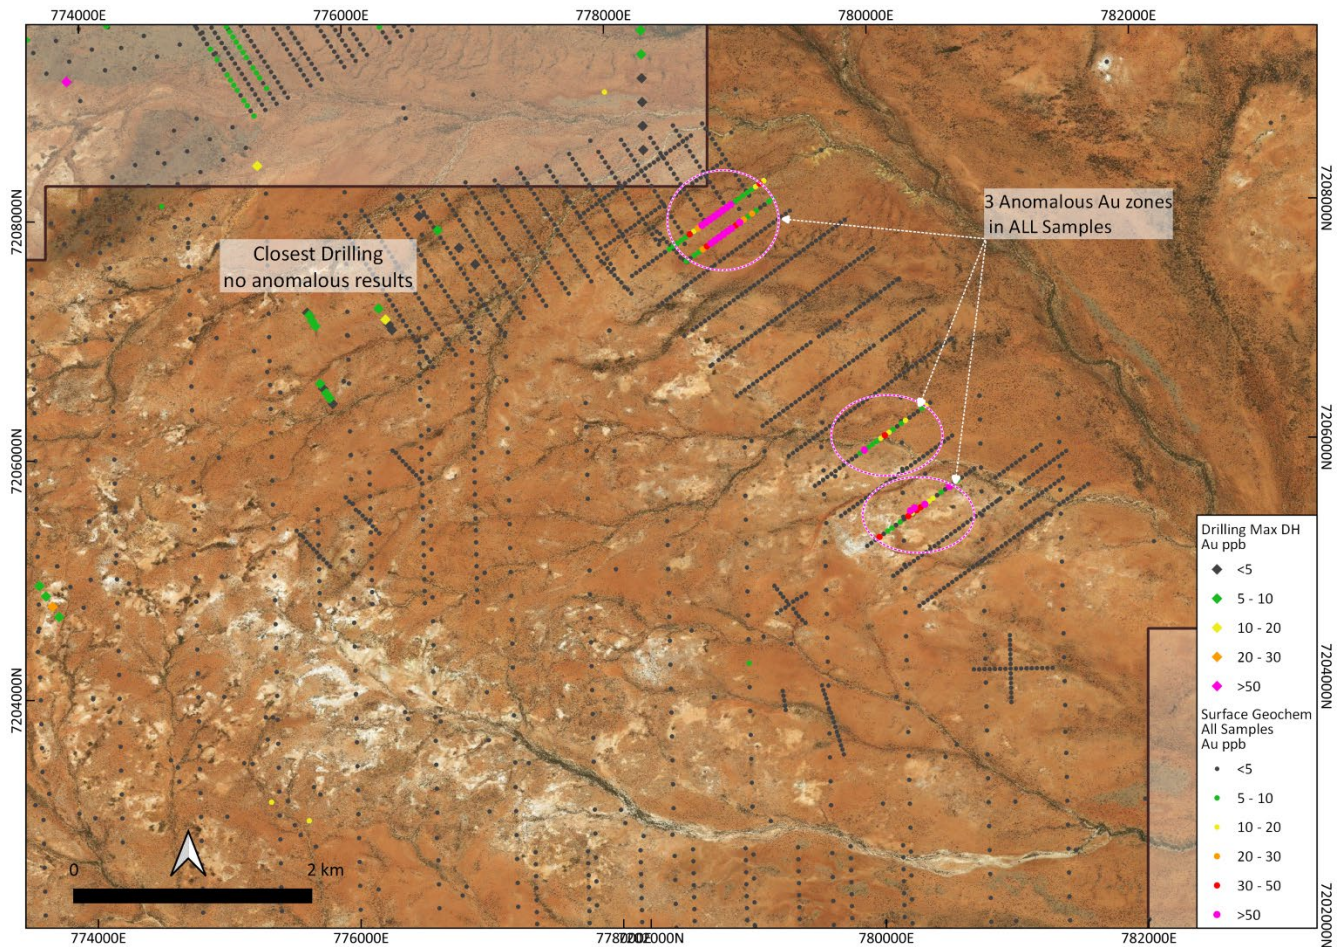 774000E
776000E
778000E
780000E
782000E
7208000N
7208000N
3 Anomalous Au zones
in ALL Samples
Closest Drilling
no anomalous results
7206000N
7206000N
7204000N
7204000N
Drilling Max DH
Au ppb
<5
5 - 10
10 - 20
20 - 30
>50
Surface Geochem
All Samples
Au ppb
<5
5 - 10
10 - 20
20 - 30
30 - 50
>50
0
2 km
7202000N
774000E
776000E
780000E
782000E